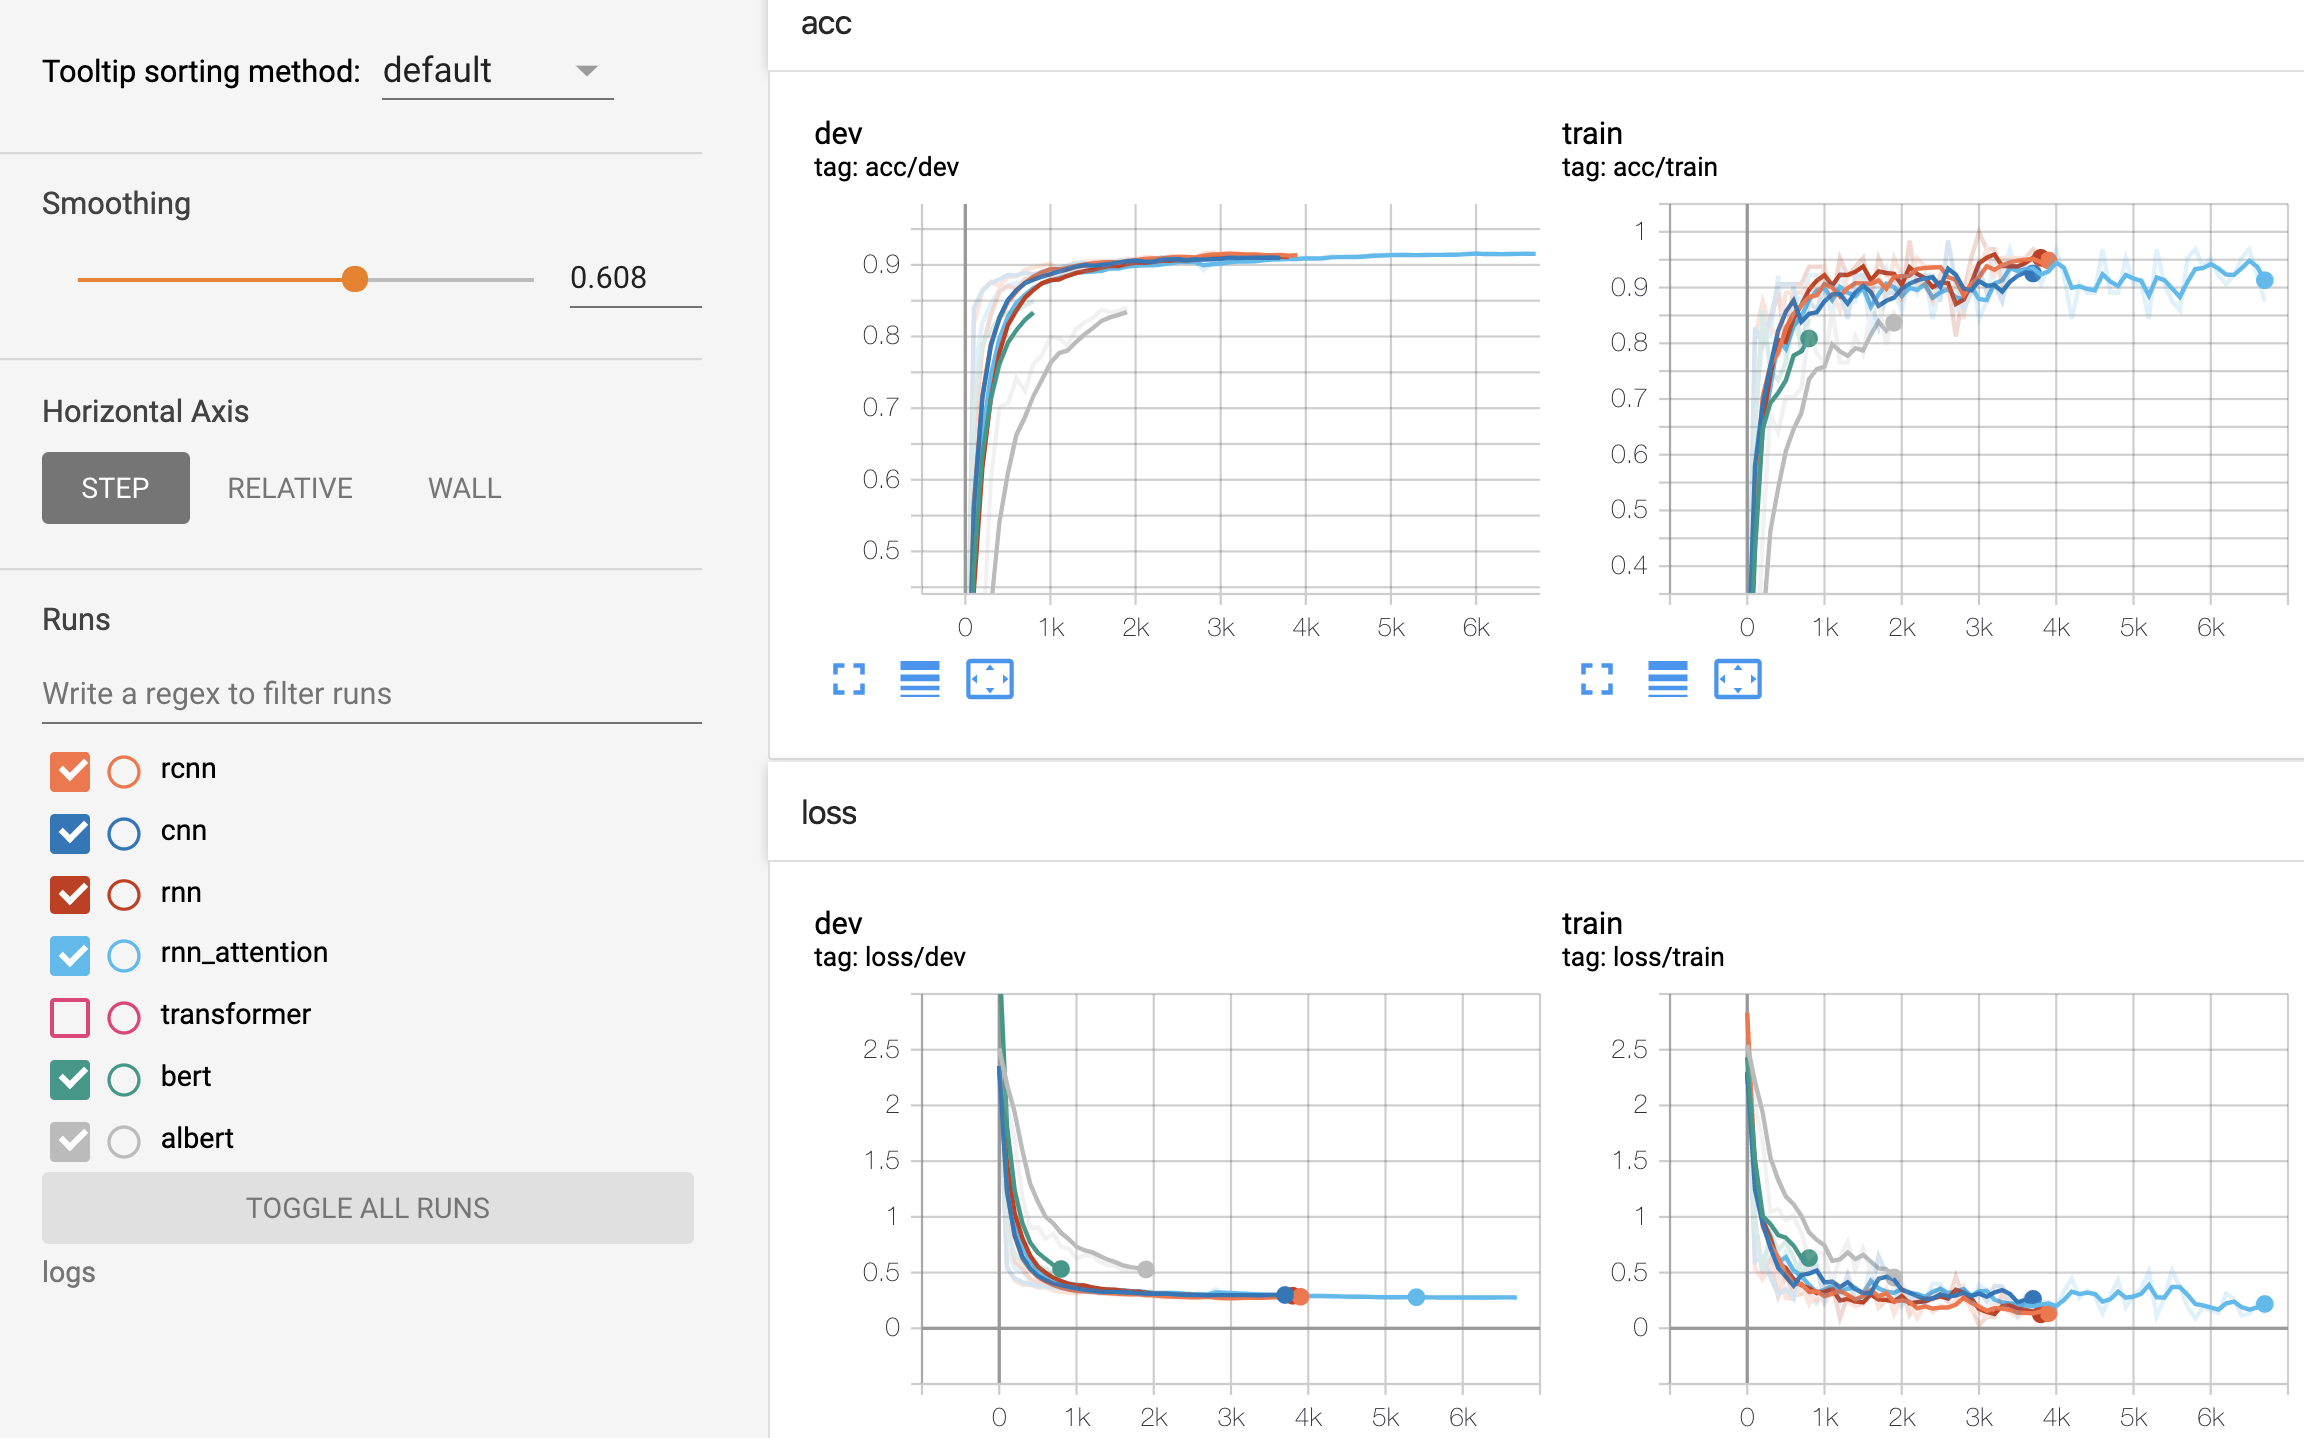 Tooltip sorting method: default
Smoothing
0.608
Horizontal Axis
STEP RELATIVE WALL
Runs
Write a regex to filter runs
rcnn
cnn
rnn
rnn_attention
transformer
bert
albert
TOGGLE ALL RUNS
logs
acc
dev
tag: acc/dev
0.9
0.8
0.7
0.6
0.5
0 1k 2k 3k 4k 5k 6k
train
tag: acc/train
1
0.9
0.8
0.7
0.6
0.5
0.4
0 1k 2k 3k 4k 5k 6k
loss
dev
tag: loss/dev
2.5
2
1.5
1
0.5
0
0 1k 2k 3k 4k 5k 6k
train
tag: loss/train
2.5
2
1.5
1
0.5
0
0 1k 2k 3k 4k 5k 6k